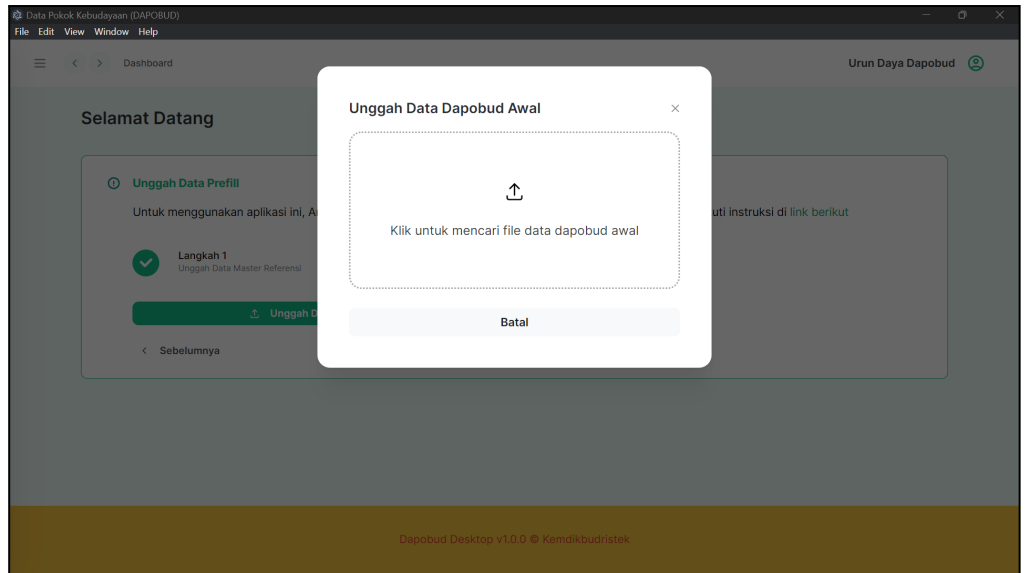 Data Pokok Kebudayaan (DAPOBUD)
File Edit View Window Help
Dashboard
Urun Daya Dapobud
Selamat Datang
Unggah Data Dapobud Awal
Klik untuk mencari file data dapobud awal
Batal
Unggah Data Prefill
Untuk menggunakan aplikasi ini, A
uti instruksi di link berikut
Langkah 1
Unggah Data Master Referensi
Unggah D
Sebelumnya
Dapobud Desktop v1.0.0 © Kemdikbudristek